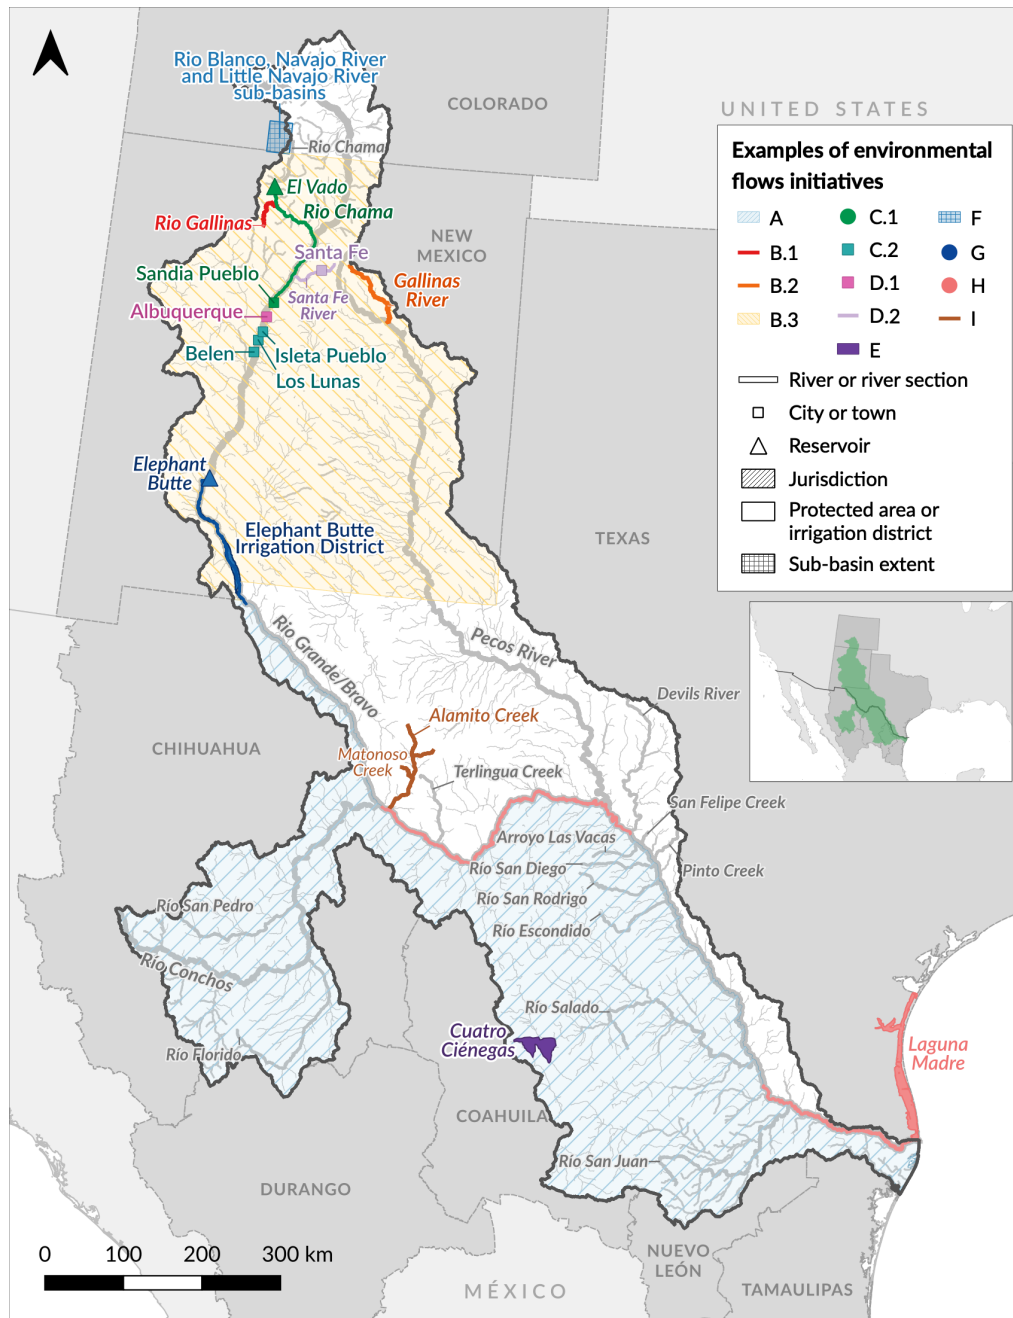 Rio Blanco, Navajo River
and Little Navajo River
sub-basins
COLORADO
UNITED STATES
Rio Chama
El Vado
Rio Chama
Rio Gallinas
NEW
MEXICO
Santa Fe
Sandia Pueblo
Santa Fe
River
Gallinas
River
Albuquerque
Belen
Isleta Pueblo
Los Lunas
Elephant
Butte
Elephant Butte
Irrigation District
TEXAS
Rio Grande/Bravo
Pecos River
Devils River
CHIHUAHUA
Alamito Creek
Matonoso
Creek
Terlingua Creek
San Felipe Creek
Arroyo Las Vacas
Río San Diego
Pinto Creek
Río San Rodrigo
Río San Pedro
Río Escondido
Río Conchos
Río Salado
Cuatro
Ciénegas
Río Florido
Laguna
Madre
COAHUILA
Río San Juan
DURANGO
NUEVO
LEÓN
TAMAULIPAS
MÉXICO
0 100 200 300 km
Examples of environmental
flows initiatives
A C.1 F
B.1 C.2 G
B.2 D.1 H
B.3 D.2 I
E
River or river section
City or town
Reservoir
Jurisdiction
Protected area or
irrigation district
Sub-basin extent